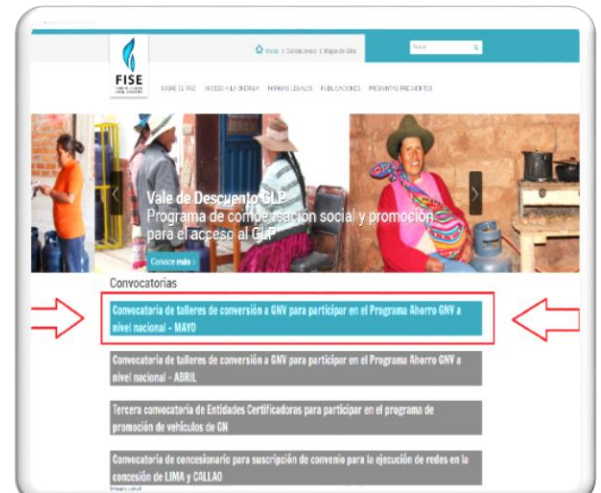 Inicio | Contáctenos | Mapa de Sitio
Buscar
FISE
SOBRE EL FISE ACCESO A LA ENERGIA NORMAS LEGALES PUBLICACIONES PREGUNTAS FRECUENTES
Vale de Descuento GLP
Programa de compensación social y promoción
para el acceso al GLP
Conoce más
Convocatorias
Convocatoria de talleres de conversión a GNV para participar en el Programa Ahorro GNV a
nivel nacional - MAYO
Convocatoria de talleres de conversión a GNV para participar en el Programa Ahorro GNV a
nivel nacional - ABRIL
Tercera convocatoria de Entidades Certificadoras para participar en el programa de
promoción de vehículos de GN
Convocatoria de concesionario para suscripción de convenio para la ejecución de redes en la
concesión de LIMA y CALLAO